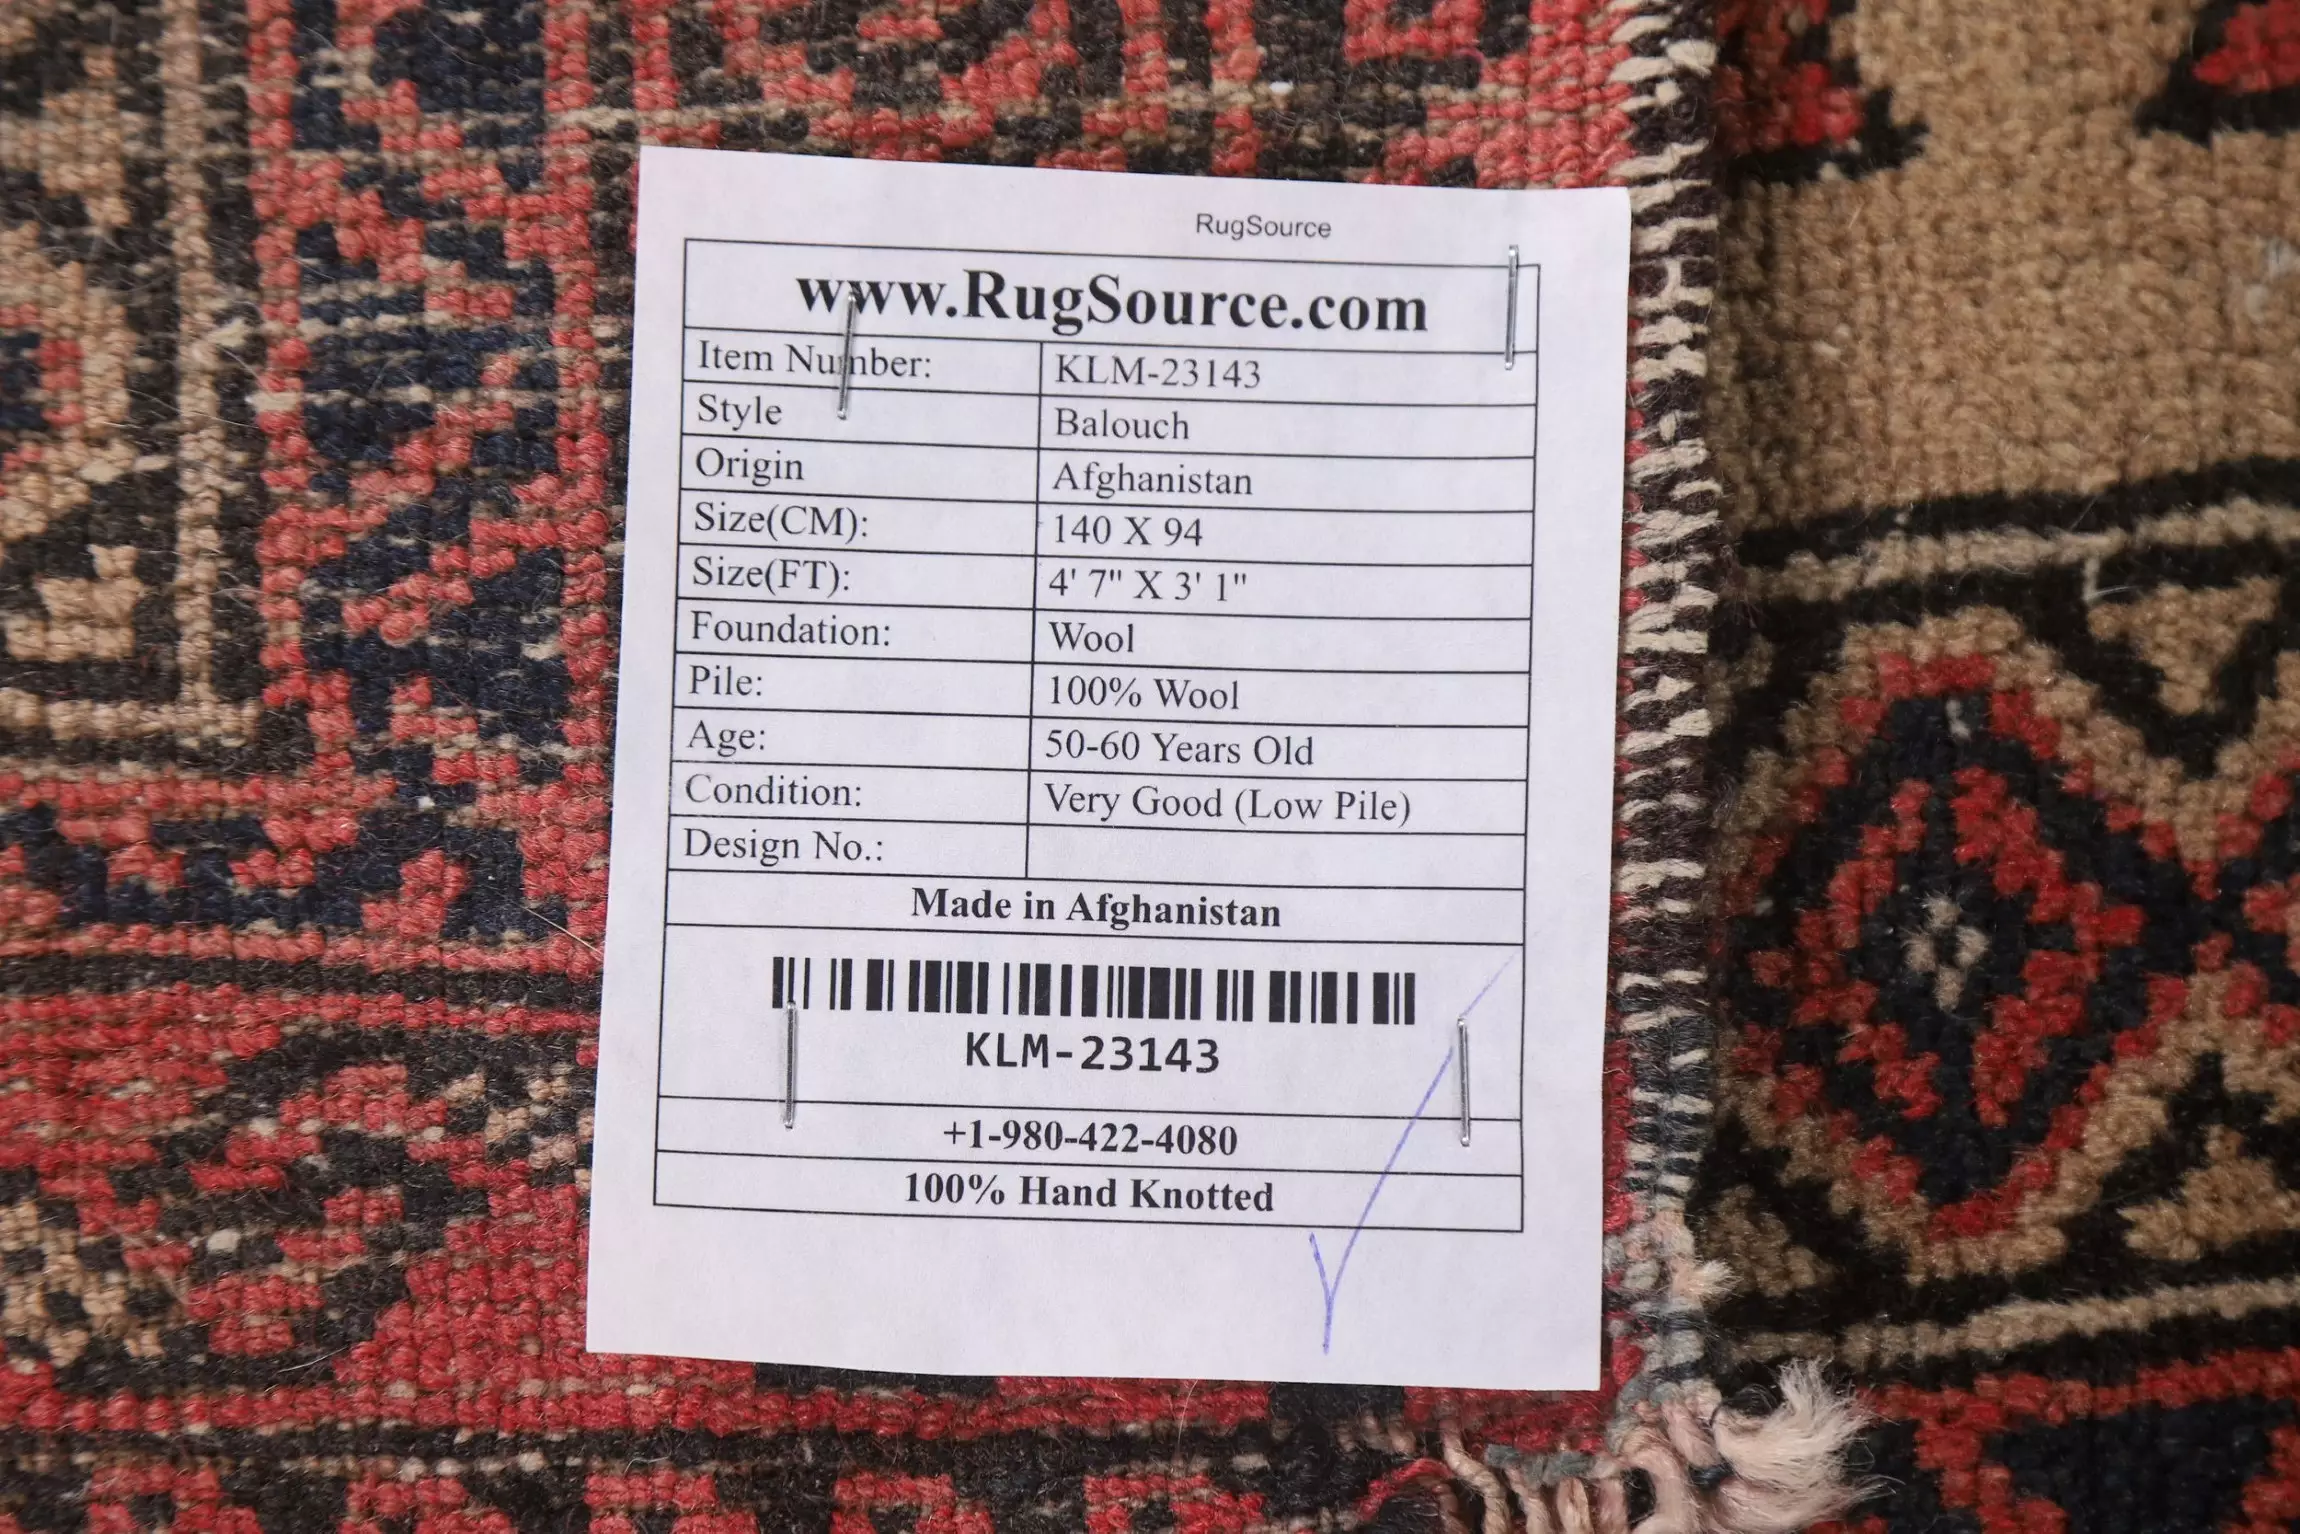 RugSource
www.RugSource.com
Item Number: KLM-23143
Style Balouch
Origin Afghanistan
Size(CM): 140 X 94
Size(FT): 4' 7" X 3' 1"
Foundation: Wool
Pile: 100% Wool
Age: 50-60 Years Old
Condition: Very Good (Low Pile)
Design No.:
Made in Afghanistan
KLM-23143
+1-980-422-4080
100% Hand Knotted